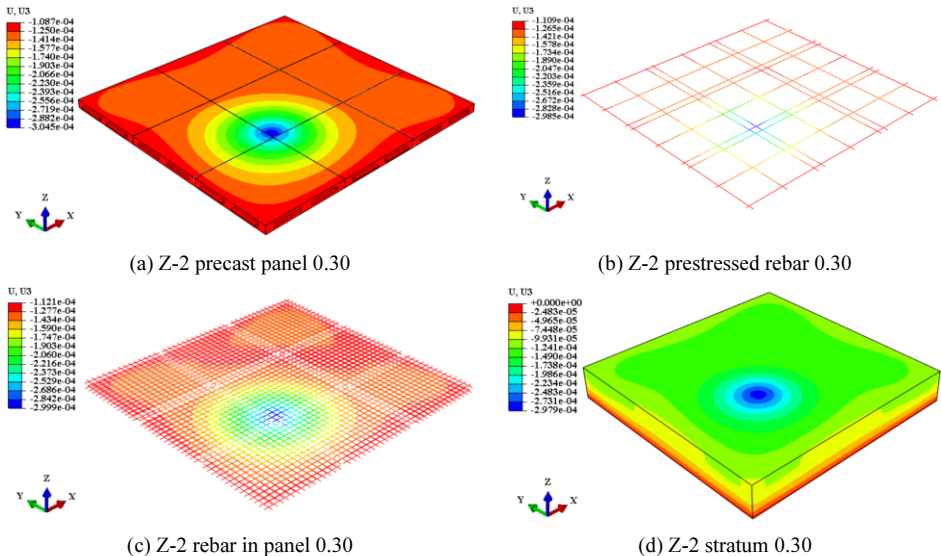 U, U3
-1.087e-04
-1.250e-04
-1.414e-04
-1.577e-04
-1.740e-04
-1.903e-04
-2.066e-04
-2.230e-04
-2.393e-04
-2.556e-04
-2.719e-04
-2.882e-04
-3.045e-04
Z
Y
X
(a) Z-2 precast panel 0.30
U, U3
-1.109e-04
-1.265e-04
-1.421e-04
-1.578e-04
-1.734e-04
-1.890e-04
-2.047e-04
-2.203e-04
-2.359e-04
-2.516e-04
-2.672e-04
-2.828e-04
-2.985e-04
Z
Y
X
(b) Z-2 prestressed rebar 0.30
U, U3
-1.121e-04
-1.277e-04
-1.434e-04
-1.590e-04
-1.747e-04
-1.903e-04
-2.060e-04
-2.216e-04
-2.373e-04
-2.529e-04
-2.686e-04
-2.842e-04
-2.999e-04
Z
Y
X
(c) Z-2 rebar in panel 0.30
U, U3
+0.000e+00
-2.483e-05
-4.965e-05
-7.448e-05
-9.931e-05
-1.241e-04
-1.490e-04
-1.738e-04
-1.986e-04
-2.234e-04
-2.483e-04
-2.731e-04
-2.979e-04
Z
Y
X
(d) Z-2 stratum 0.30